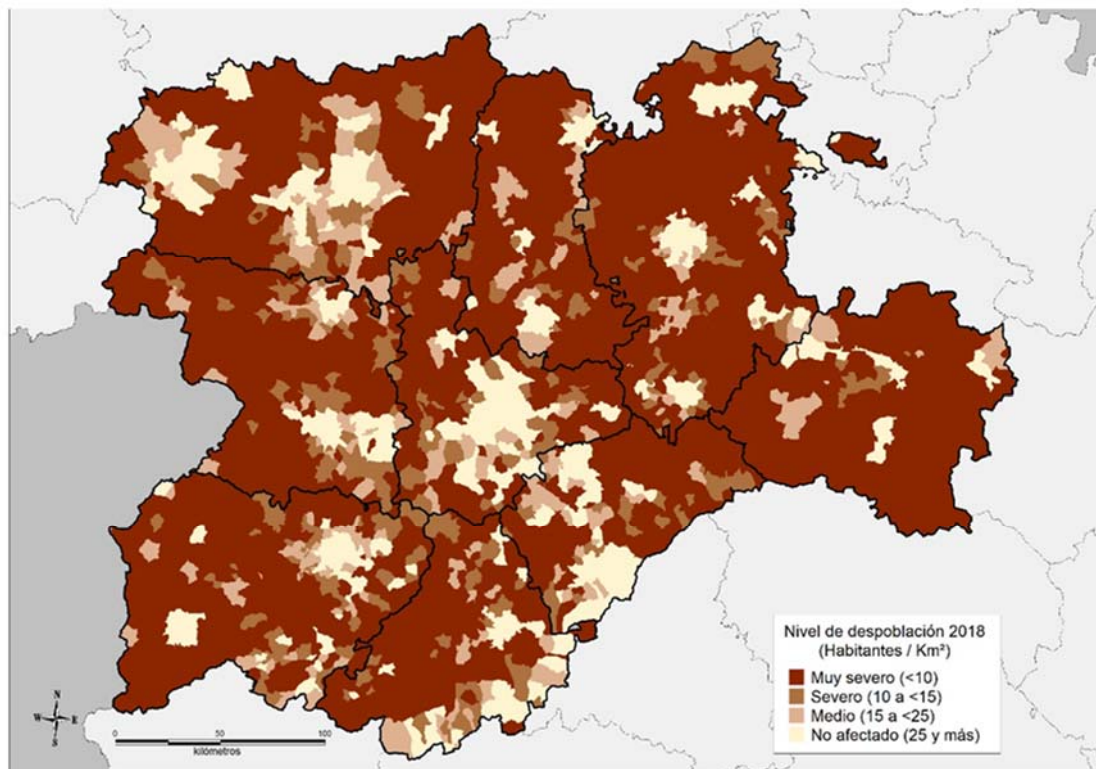 Nivel de despoblación 2018
(Habitantes / Km²)
Muy severo (<10)
Severo (10 a <15)
Medio (15 a <25)
No afectado (25 y más)
N
W E
S
0 50 100
kilómetros